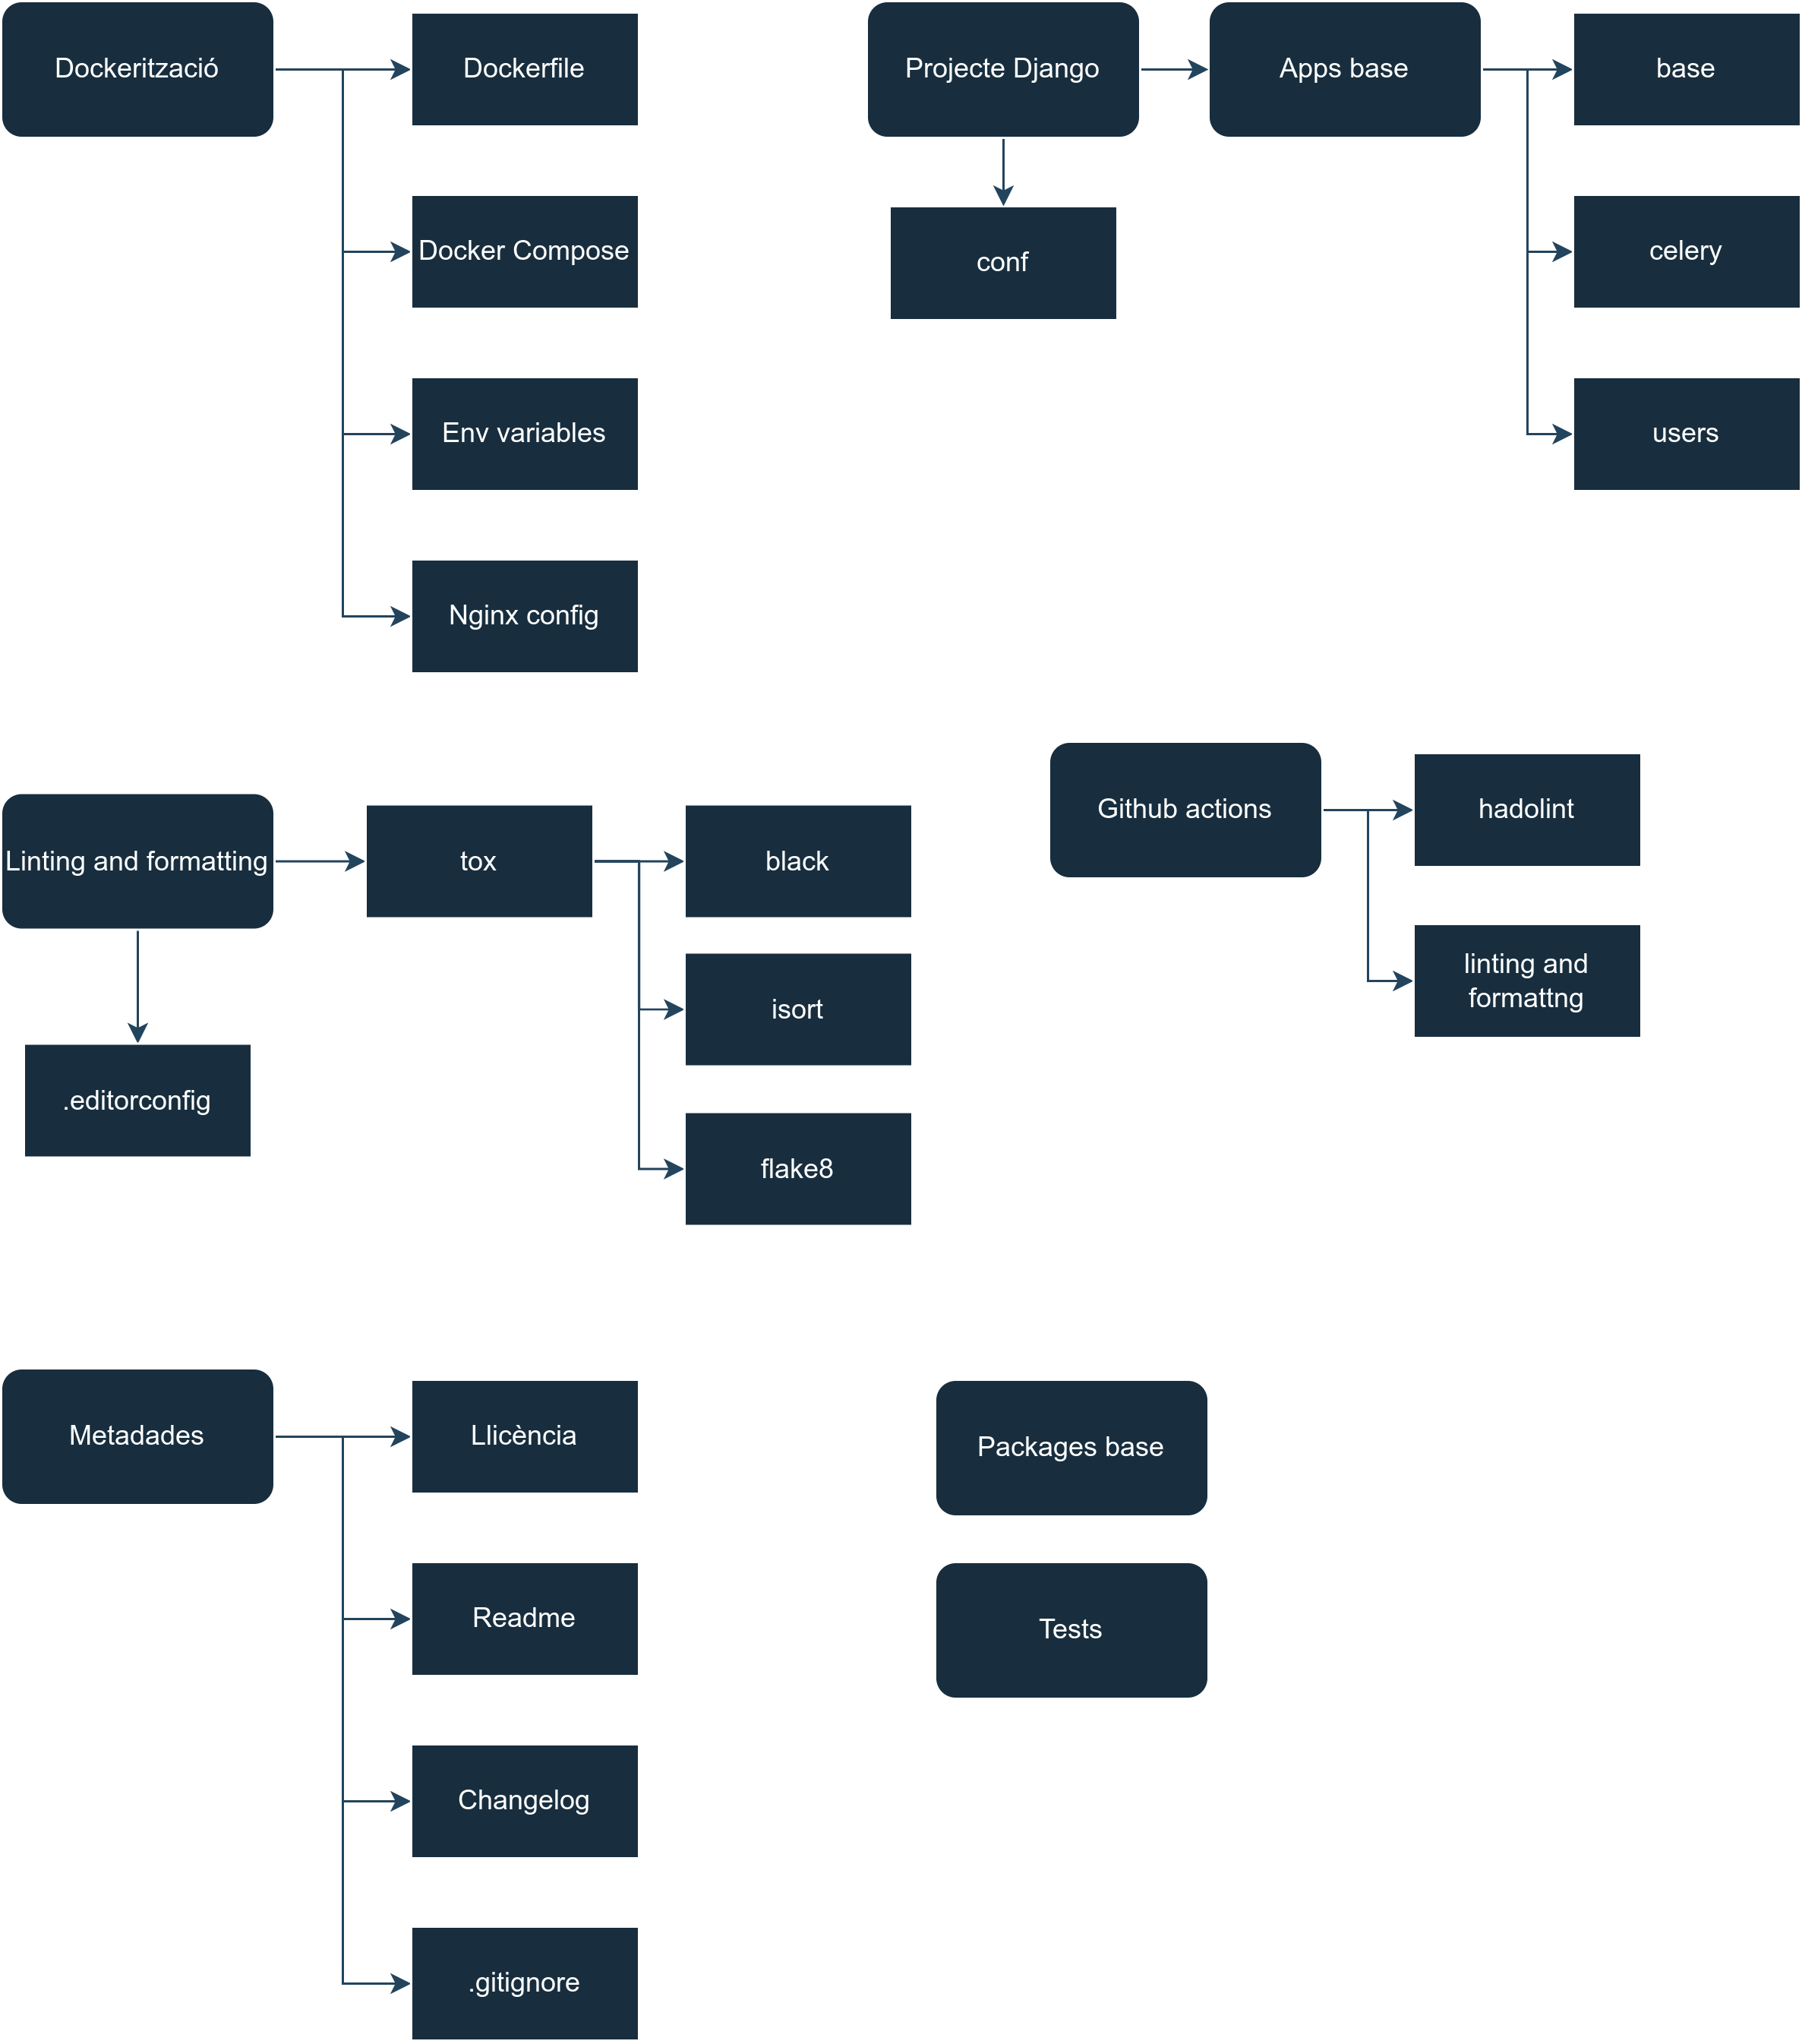 Dockerització
Dockerfile
Docker Compose
Env variables
Nginx config
Projecte Django
Apps base
base
conf
celery
users
Linting and formatting
tox
black
isort
flake8
.editorconfig
Github actions
hadolint
linting and
formattng
Metadades
Llicència
Readme
Changelog
.gitignore
Packages base
Tests